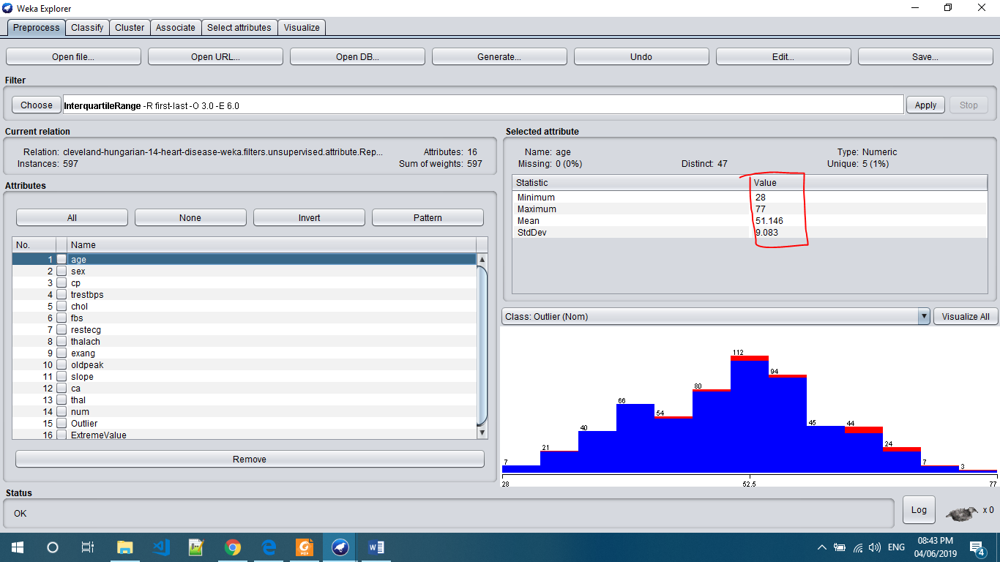 Weka Explorer
Preprocess Classify Cluster Associate Select attributes Visualize
Open file... Open URL... Open DB... Generate... Undo Edit... Save...
Filter
Choose InterquartileRange -R first-last -O 3.0 -E 6.0 Apply Stop
Current relation
Relation: cleveland-hungarian-14-heart-disease-weka.filters.unsupervised.attribute.Rep... Attributes: 16
Instances: 597 Sum of weights: 597
Attributes
All None Invert Pattern
No. Name
1 age
2 sex
3 cp
4 trestbps
5 chol
6 fbs
7 restecg
8 thalach
9 exang
10 oldpeak
11 slope
12 ca
13 thal
14 num
15 Outlier
16 ExtremeValue
Remove
Selected attribute
Name: age Type: Numeric
Missing: 0 (0%) Distinct: 47 Unique: 5 (1%)
Statistic Value
Minimum 28
Maximum 77
Mean 51.146
StdDev 9.083
Class: Outlier (Nom) Visualize All
7 21 40 66 54 80 112 94 45 44 24 7 3
28 52.5 77
Status
OK Log x 0
ENG 08:43 PM
04/06/2019 4